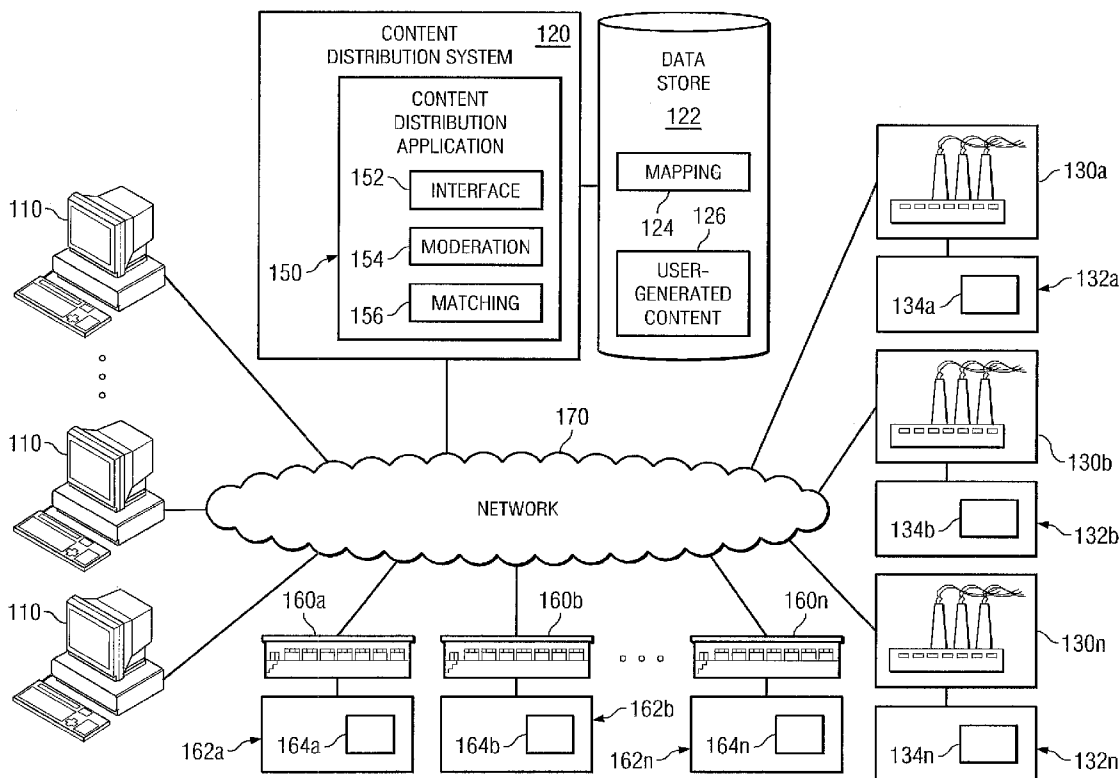 CONTENT
DISTRIBUTION SYSTEM
120
CONTENT
DISTRIBUTION
APPLICATION
152
INTERFACE
154
MODERATION
150
156
MATCHING
DATA
STORE
122
MAPPING
124
126
USER-
GENERATED
CONTENT
110
110
110
130a
134a
132a
130b
134b
132b
130n
134n
132n
170
NETWORK
160a
160b
160n
162a
164a
164b
162b
162n
164n